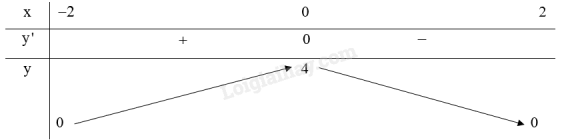 x −2 0 2
y' + 0 −
y 4
0 0
Loigiaihay.com